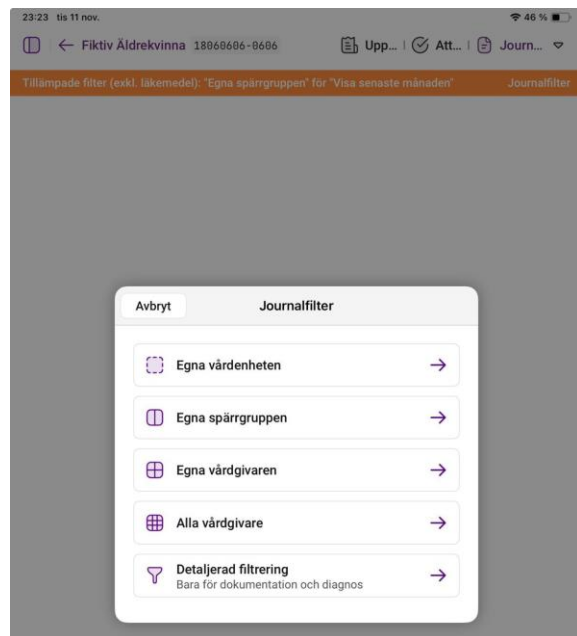 23:23 tis 11 nov. 46 %
Fiktiv Äldrekvinna 18060606-0606 Upp... Att... Journ...
Tillämpade filter (exkl. läkemedel): "Egna spärrgruppen" för "Visa senaste månaden" Journalfilter
Avbryt Journalfilter
Egna vårdenheten
Egna spärrgruppen
Egna vårdgivaren
Alla vårdgivare
Detaljerad filtrering
Bara för dokumentation och diagnos